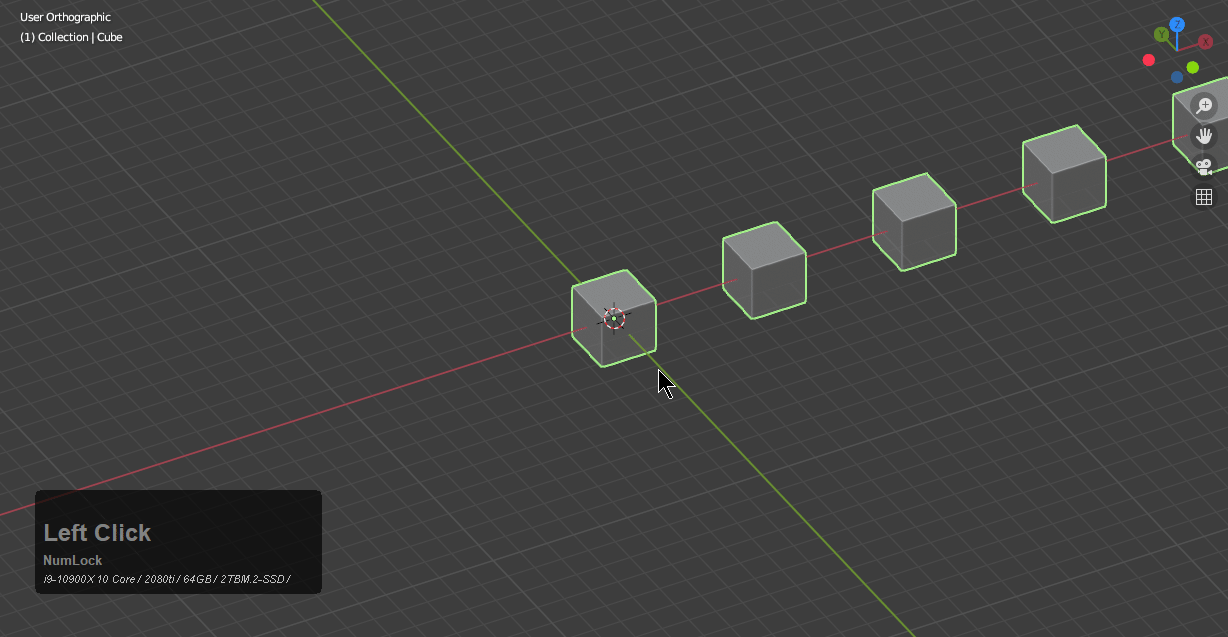 User Orthographic
(1) Collection | Cube
Z
Y
X
Left Click
NumLock
i9-10900X 10 Core / 2080ti / 64GB / 2TBM.2-SSD /